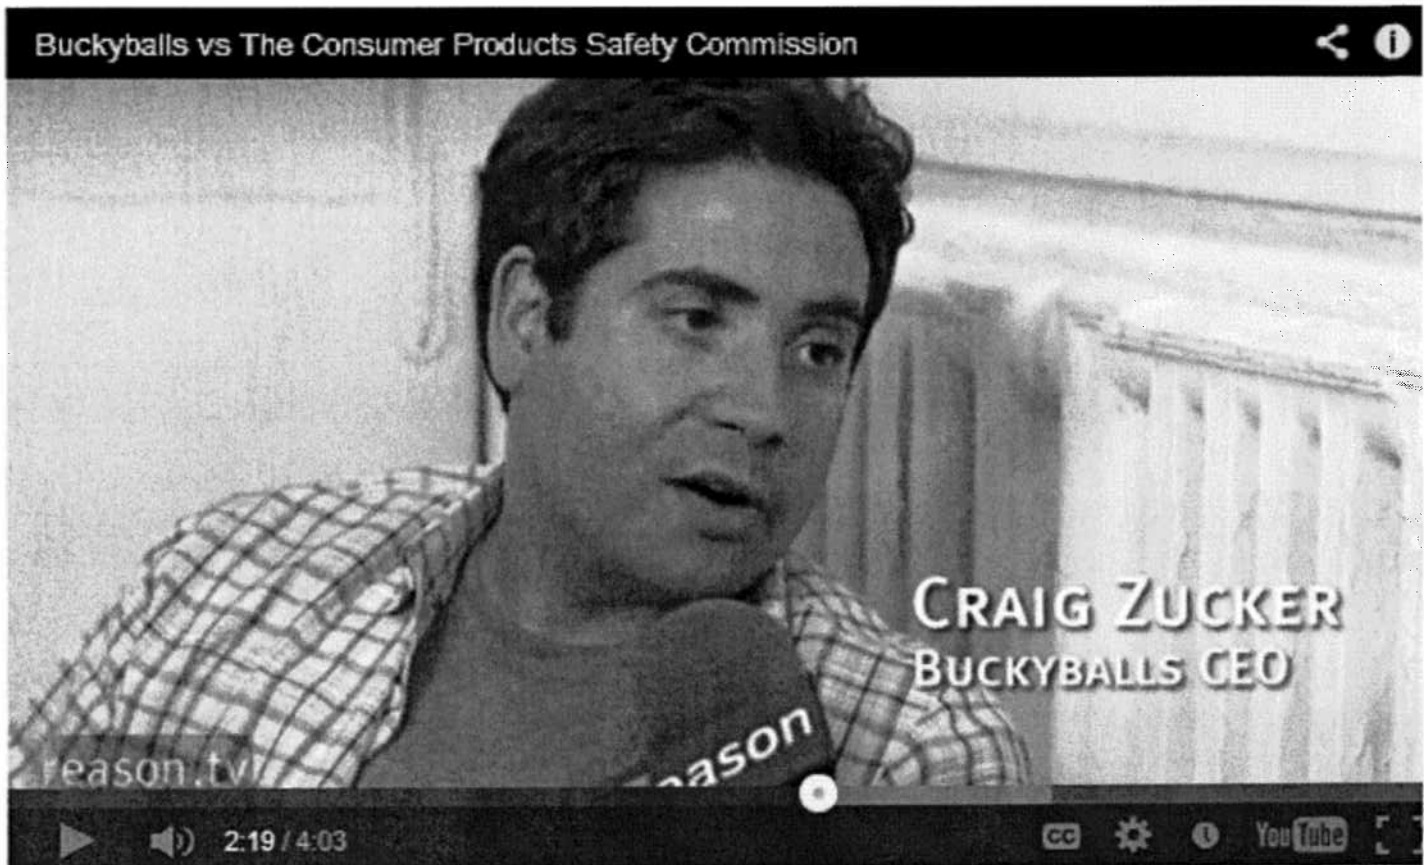 Buckyballs vs The Consumer Products Safety Commission
i
CRAIG ZUCKER
BUCKYBALLS CEO
reason
reason.tv
2:19 / 4:03
CC
YouTube